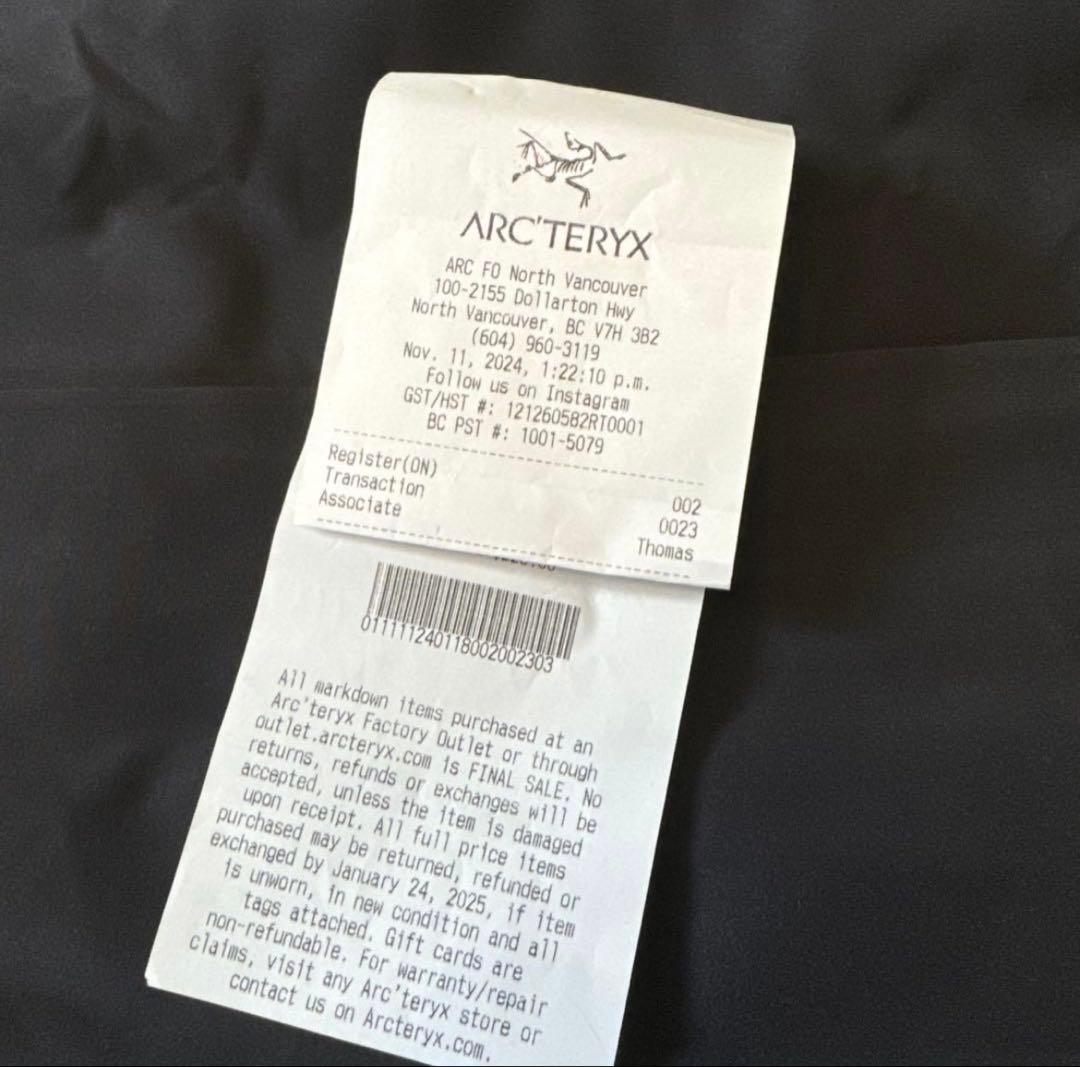 ARC'TERYX
ARC FO North Vancouver
100-2155 Dollarton Hwy
North Vancouver, BC V7H 3B2
(604) 960-3119
Nov. 11, 2024, 1:22:10 p.m.
Follow us on Instagram
GST/HST #: 121260582RT0001
BC PST #: 1001-5079
Register(ON) 002
Transaction 0023
Associate Thomas
011111240118002002303
All markdown items purchased at an
Arc'teryx Factory Outlet or through
outlet.arcteryx.com is FINAL SALE. No
returns, refunds or exchanges will be
accepted, unless the item is damaged
upon receipt. All full price items
purchased may be returned, refunded or
exchanged by January 24, 2025, if item
is unworn, in new condition and all
tags attached. Gift cards are
non-refundable. For warranty/repair
claims, visit any Arc'teryx store or
contact us on Arcteryx.com.